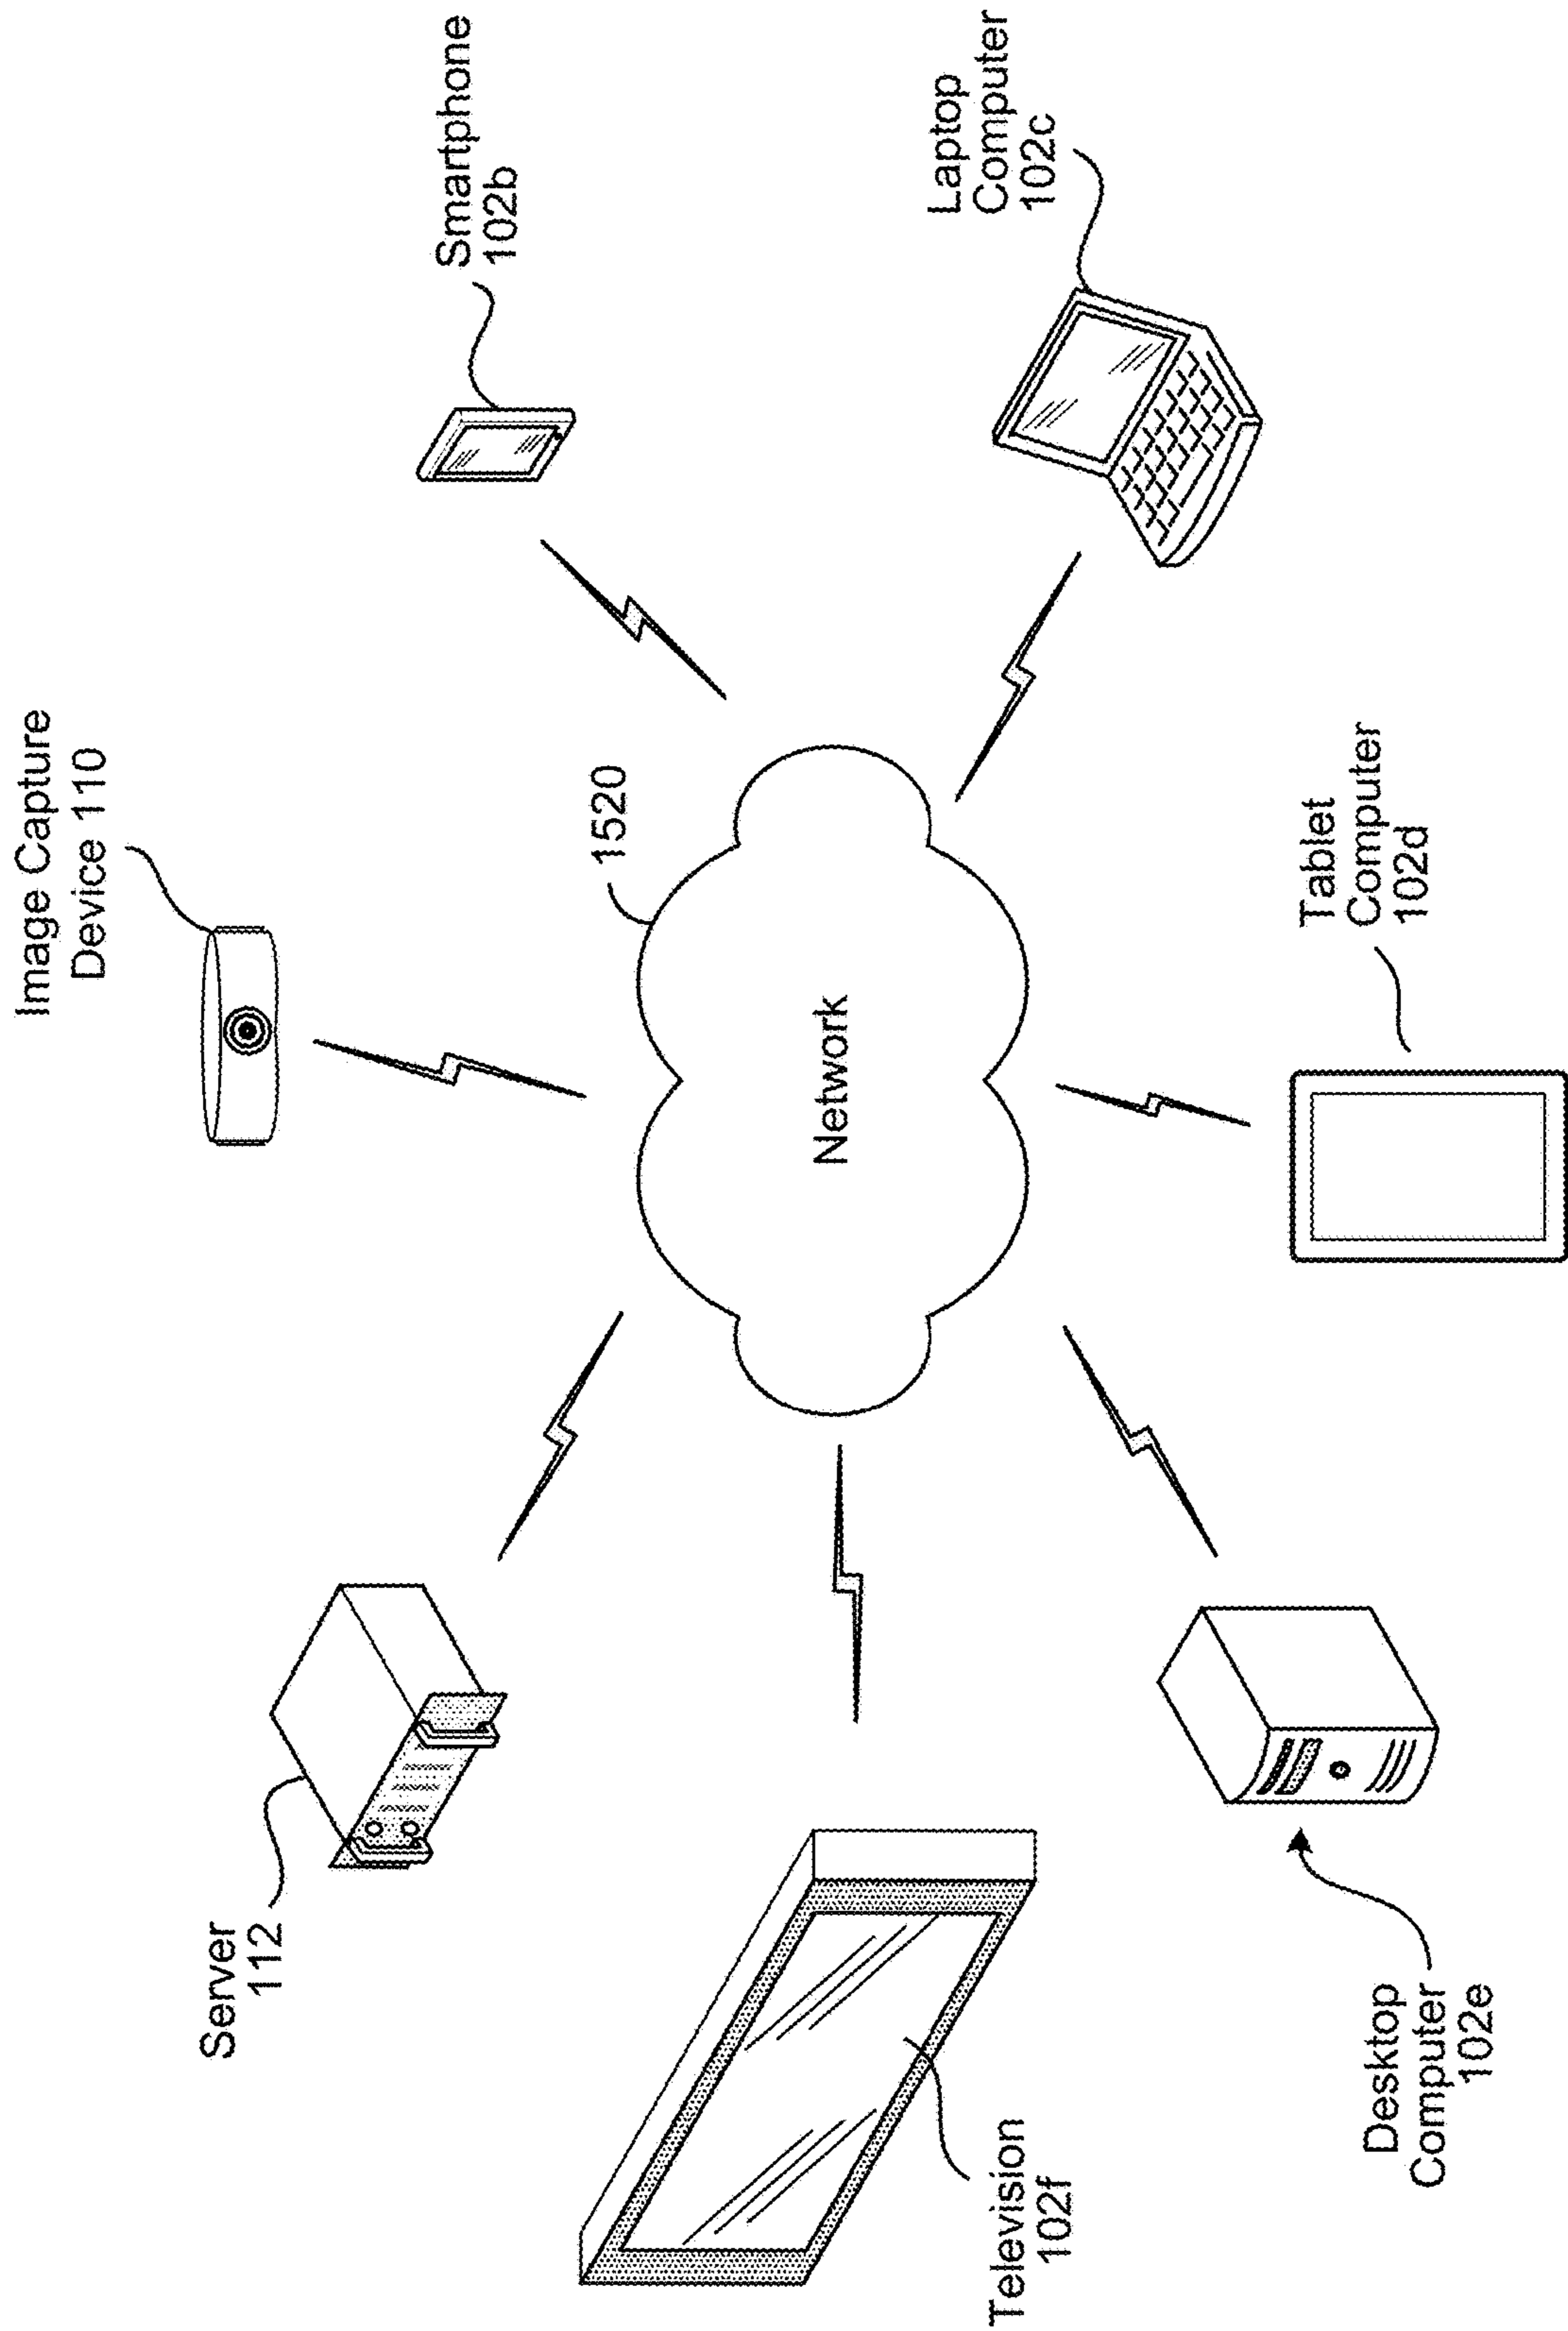 Image Capture
Device 110
Smartphone
102b
Server
112
1520
Network
Laptop
Computer
102c
Television
102f
Tablet
Computer
102d
Desktop
Computer
102e